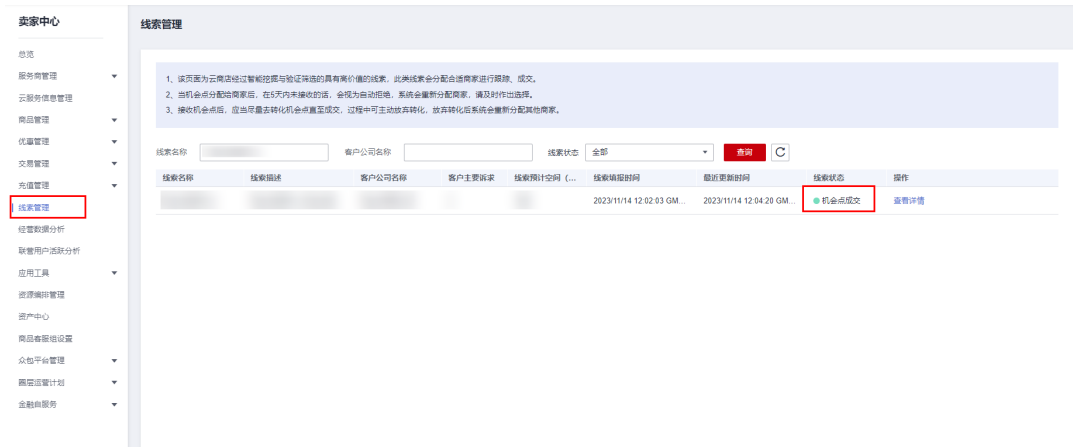 卖家中心
线索管理
总览
服务商管理
云服务信息管理
商品管理
优惠管理
交易管理
充值管理
线索管理
经营数据分析
联营用户活跃分析
应用工具
资源编排管理
资产中心
商品客服组设置
众包平台管理
圈层运营计划
金融自服务
1、该页面为云商店经过智能挖掘与验证筛选的具有高价值的线索，此类线索会分配合适商家进行跟踪、成交。
2、当机会点分配给商家后，在5天内未接收的话，会视为自动拒绝，系统会重新分配商家，请及时作出选择。
3、接收机会点后，应当尽量去转化机会点直至成交，过程中可主动放弃转化，放弃转化后系统会重新分配其他商家。
线索名称 客户公司名称 线索状态 全部 查询
线索名称 线索描述 客户公司名称 客户主要诉求 线索预计空间（... 线索填报时间 最近更新时间 线索状态 操作
2023/11/14 12:02:03 GM... 2023/11/14 12:04:20 GM... 机会点成交 查看详情